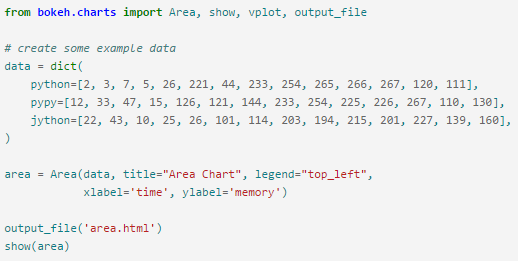 from bokeh.charts import Area, show, vplot, output_file
# create some example data
data = dict(
    python=[2, 3, 7, 5, 26, 221, 44, 233, 254, 265, 266, 267, 120, 111],
    pypy=[12, 33, 47, 15, 126, 121, 144, 233, 254, 225, 226, 267, 110, 130],
    jython=[22, 43, 10, 25, 26, 101, 114, 203, 194, 215, 201, 227, 139, 160],
)
area = Area(data, title="Area Chart", legend="top_left",
            xlabel='time', ylabel='memory')
output_file('area.html')
show(area)